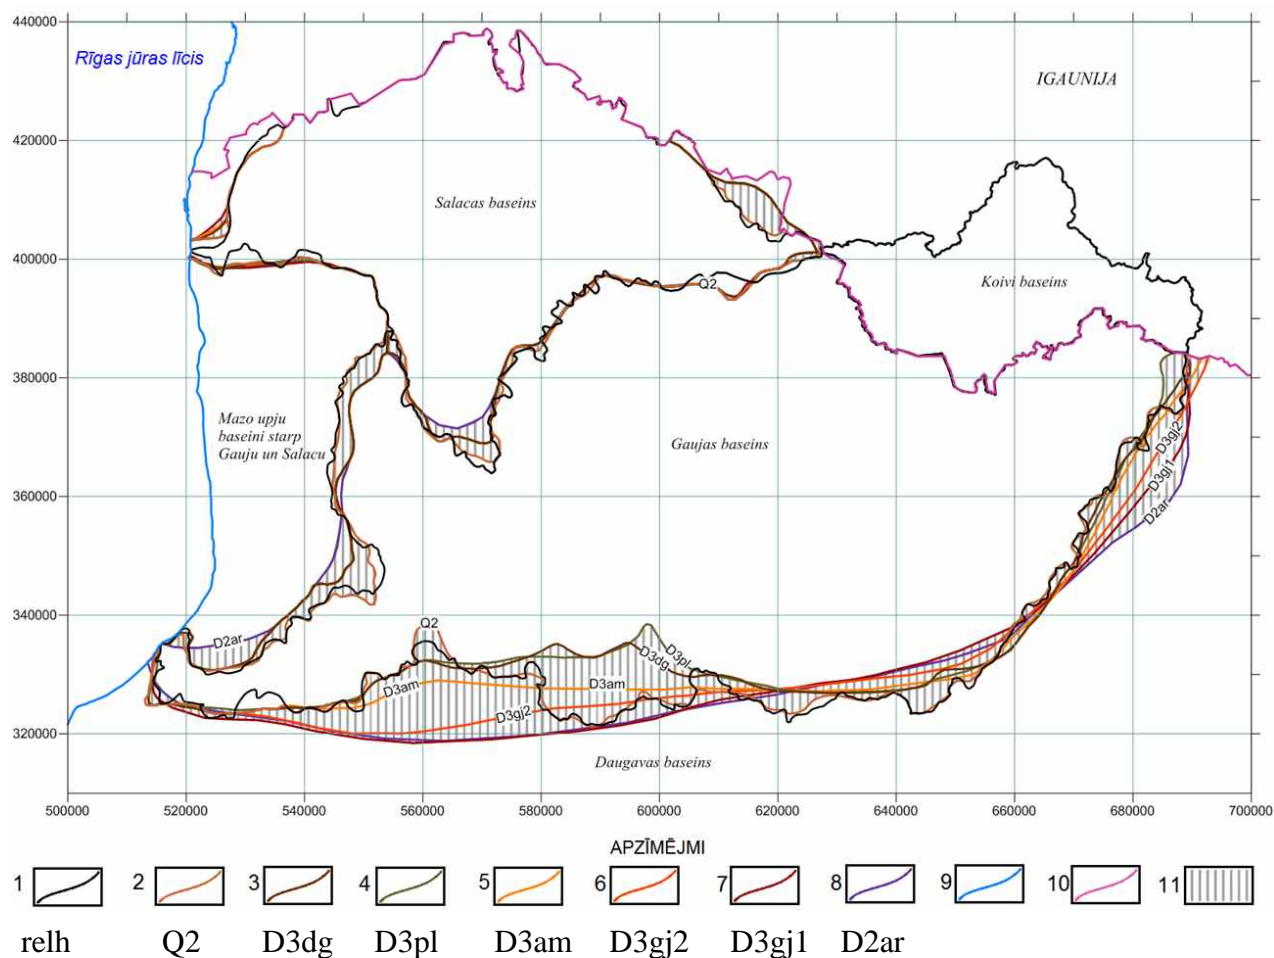 440000
Rīgas jūras līcis
IGAUNIJA
420000
Salacas baseins
400000
Koivi baseins
Q2
380000
Mazo upju
baseini starp
Gauju un Salacu
Gaujas baseins
D3gj2
D3gj1
D2ar
360000
340000
D2ar
Q2
D3dg
D3pl
D3am
D3am
D3gj2
320000
Daugavas baseins
500000 520000 540000 560000 580000 600000 620000 640000 660000 680000 700000
APZĪMĒJMI
1 2 3 4 5 6 7 8 9 10 11
relh Q2 D3dg D3pl D3am D3gj2 D3gj1 D2ar